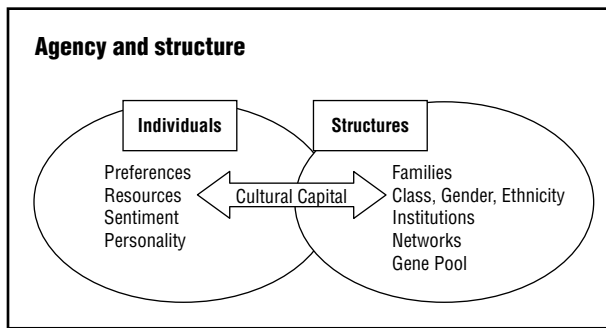 Agency and structure
Individuals
Structures
Preferences
Resources
Sentiment
Personality
Cultural Capital
Families
Class, Gender, Ethnicity
Institutions
Networks
Gene Pool